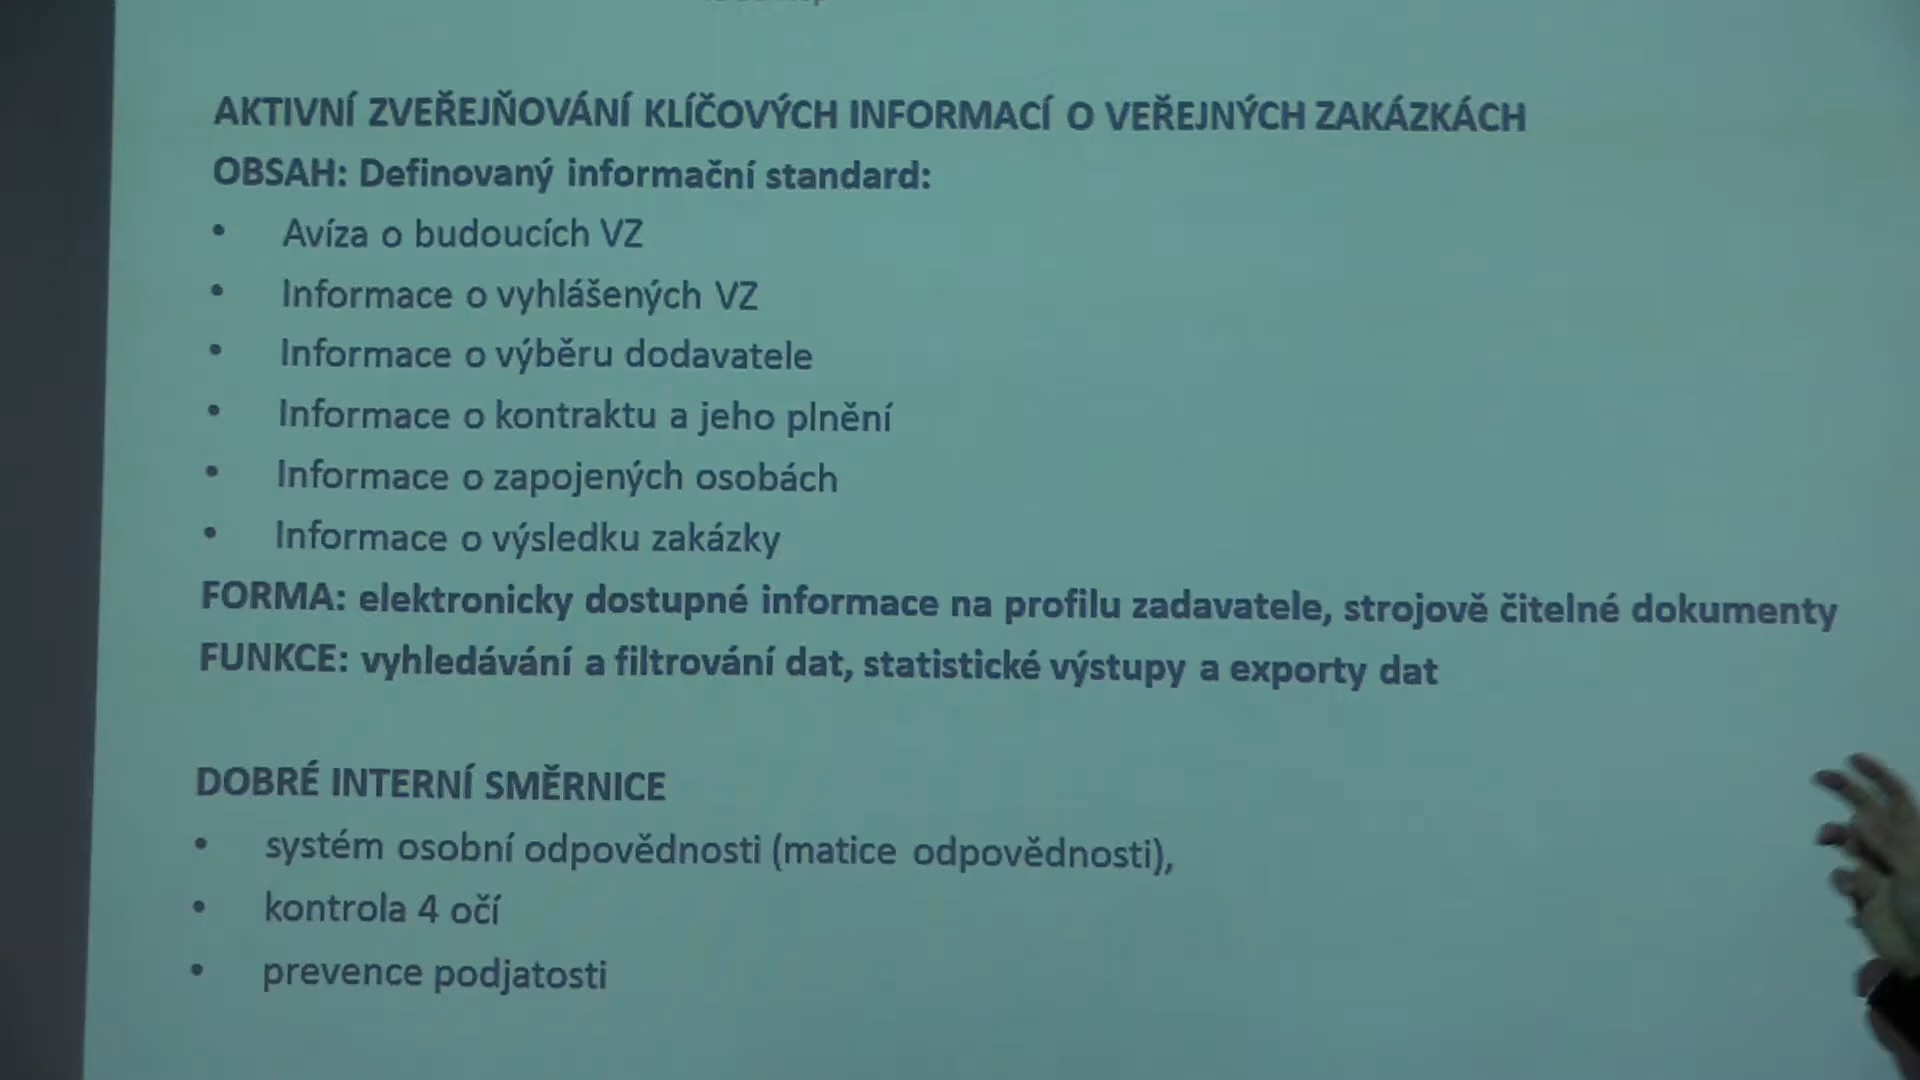 AKTIVNÍ ZVEŘEJŇOVÁNÍ KLÍČOVÝCH INFORMACÍ O VEŘEJNÝCH ZAKÁZKÁCH
OBSAH: Definovaný informační standard:
• Avíza o budoucích VZ
• Informace o vyhlášených VZ
• Informace o výběru dodavatele
• Informace o kontraktu a jeho plnění
• Informace o zapojených osobách
• Informace o výsledku zakázky
FORMA: elektronicky dostupné informace na profilu zadavatele, strojově čitelné dokumenty
FUNKCE: vyhledávání a filtrování dat, statistické výstupy a exporty dat
DOBRÉ INTERNÍ SMĚRNICE
• systém osobní odpovědnosti (matice odpovědnosti),
• kontrola 4 očí
• prevence podjatosti